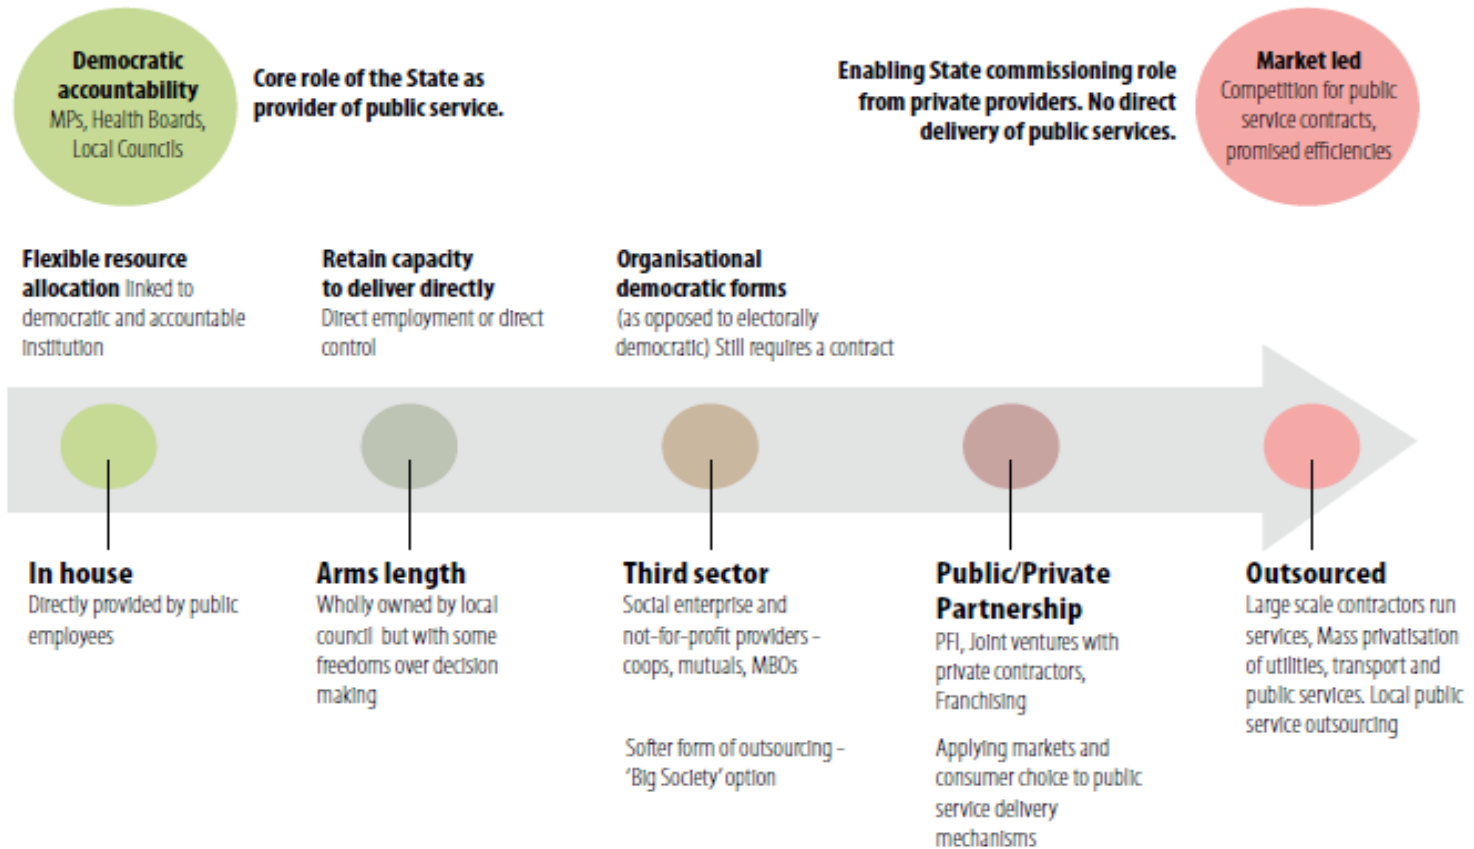 Democratic
accountability
MPs, Health Boards,
Local Councils
Core role of the State as
provider of public service.
Enabling State commissioning role
from private providers. No direct
delivery of public services.
Market led
Competition for public
service contracts,
promised efficiencies
Flexible resource
allocation linked to
democratic and accountable
institution
Retain capacity
to deliver directly
Direct employment or direct
control
Organisational
democratic forms
(as opposed to electorally
democratic) Still requires a contract
In house
Directly provided by public
employees
Arms length
Wholly owned by local
council but with some
freedoms over decision
making
Third sector
Social enterprise and
not-for-profit providers –
coops, mutuals, MBOs
Softer form of outsourcing –
‘Big Society’ option
Public/Private
Partnership
PFI, Joint ventures with
private contractors,
Franchising
Applying markets and
consumer choice to public
service delivery
mechanisms
Outsourced
Large scale contractors run
services, Mass privatisation
of utilities, transport and
public services. Local public
service outsourcing